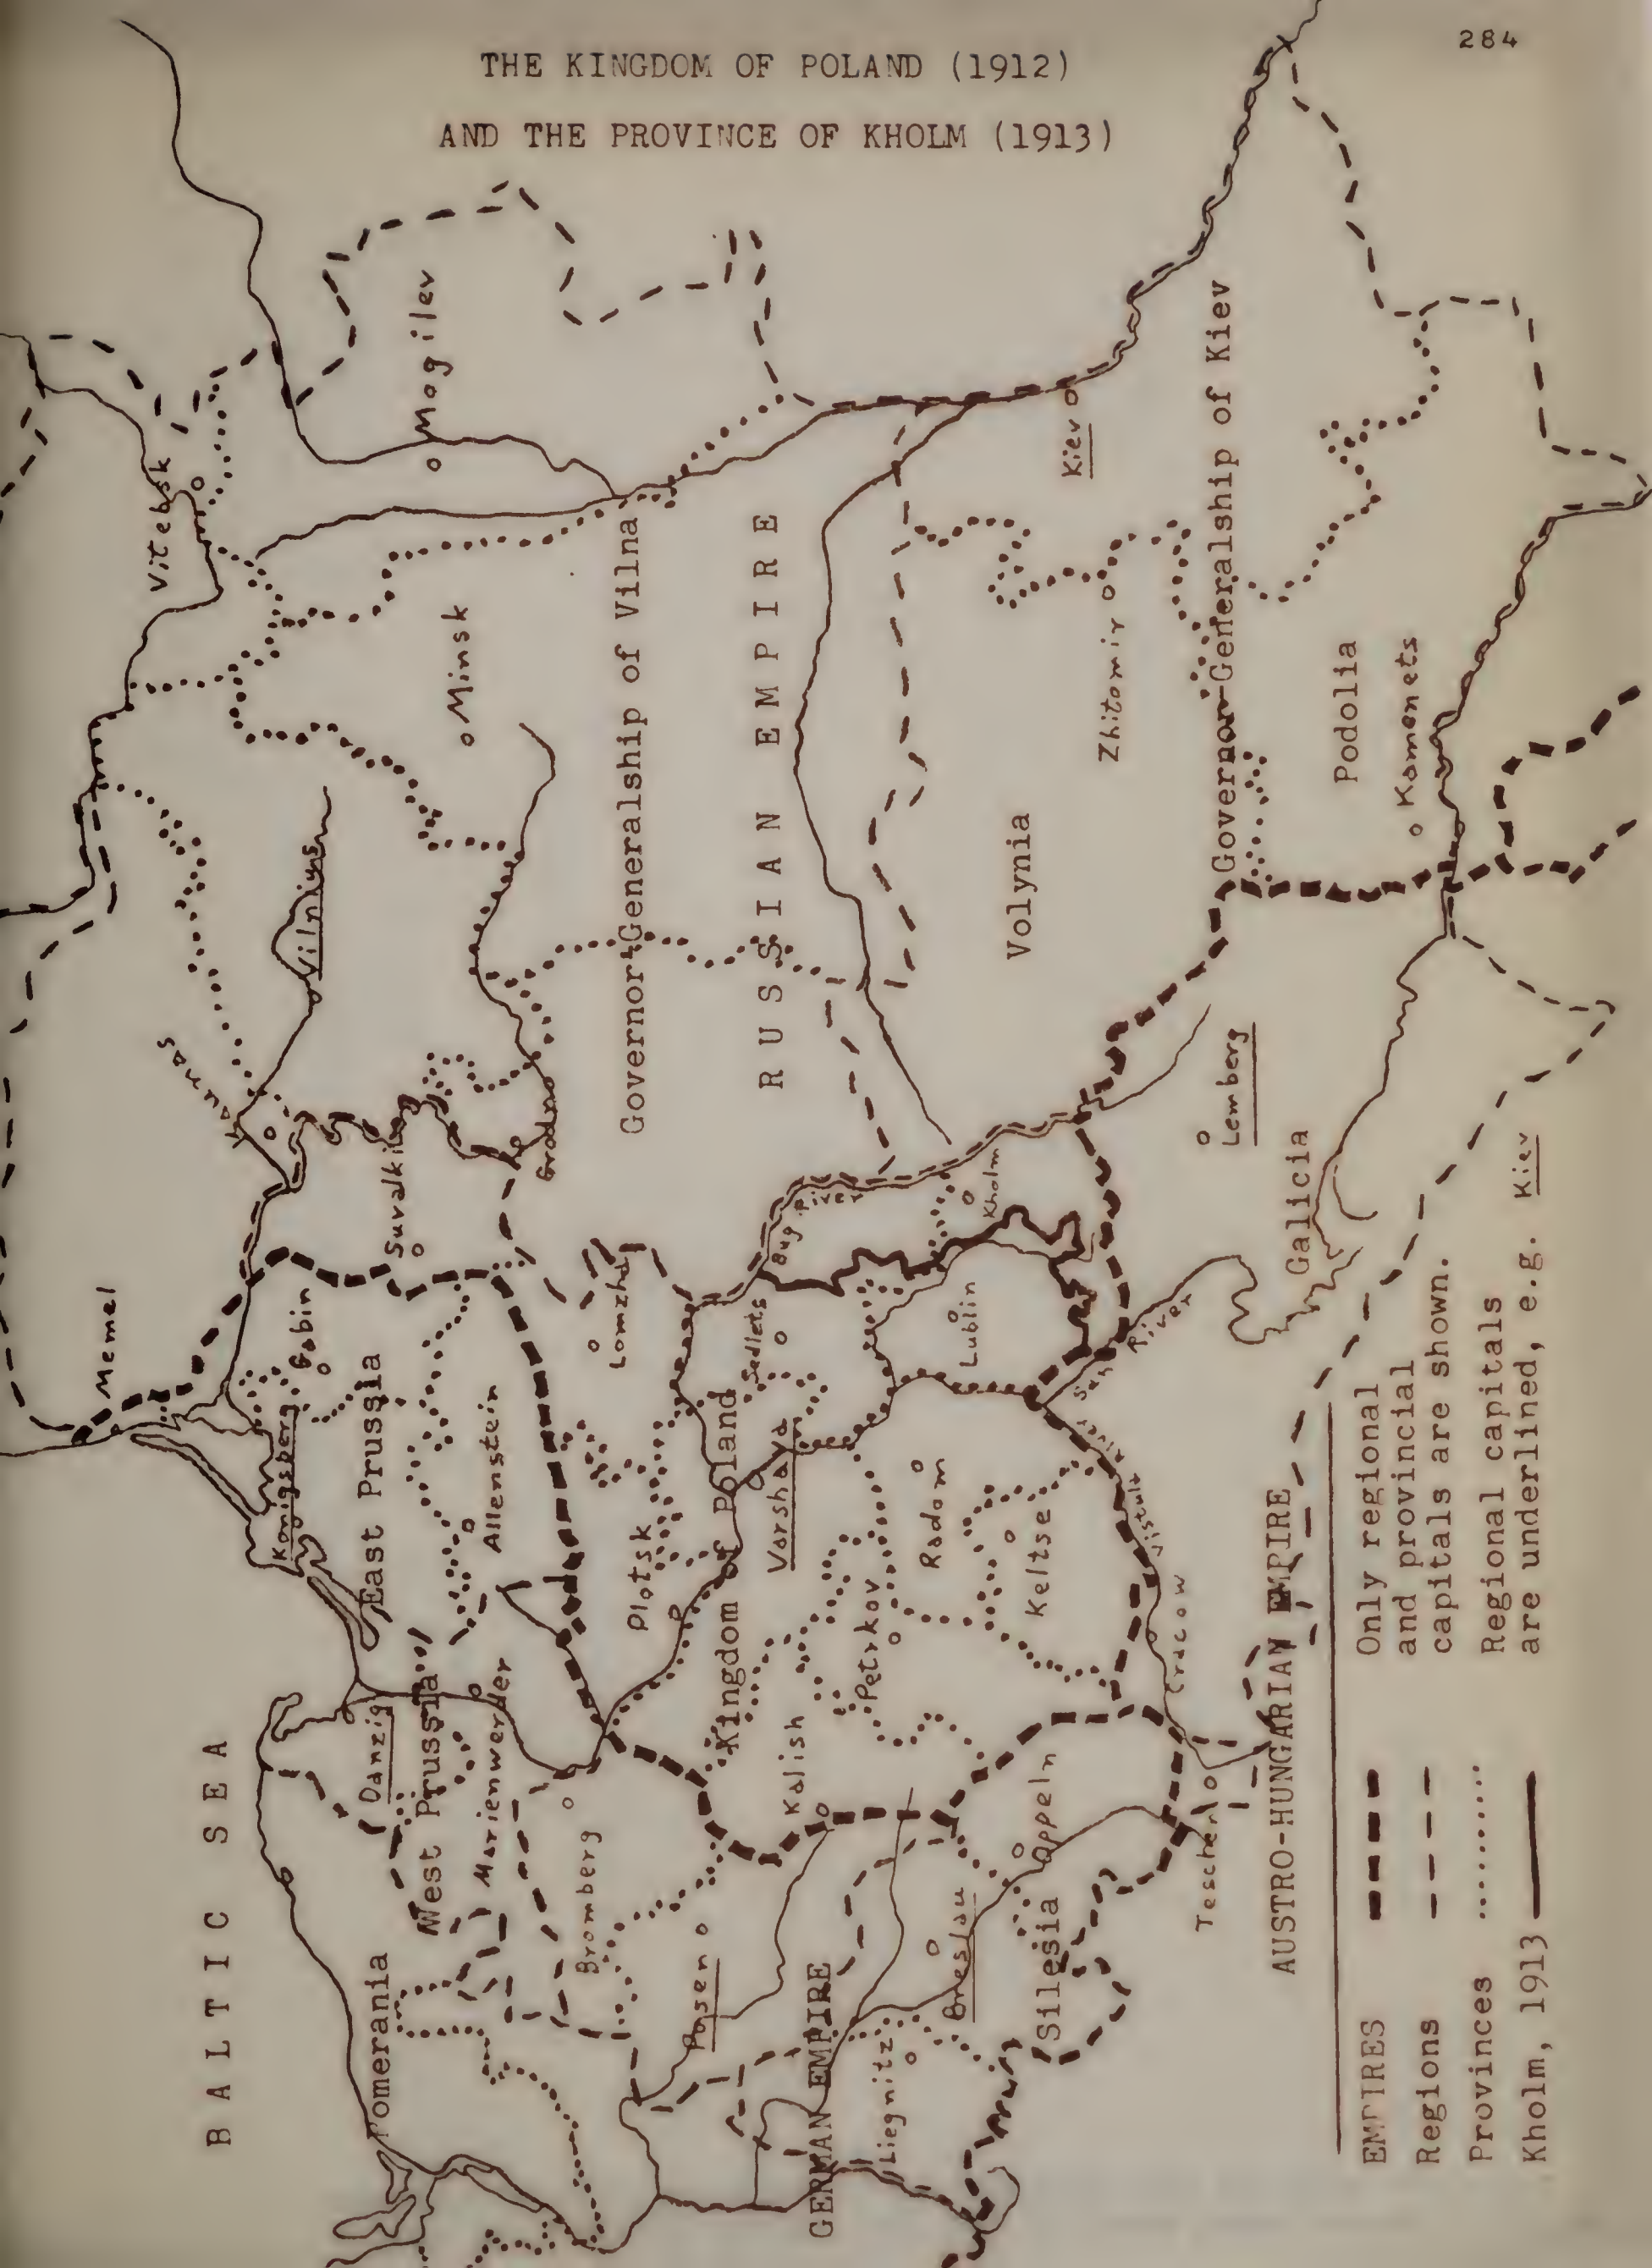 284
THE KINGDOM OF POLAND (1912)
AND THE PROVINCE OF KHOLM (1913)
BALTIC SEA
Memel
Kaunas
Vilnius
Vitebsk
Mogilev
Minsk
Pomerania
Danzig
West Prussia
Marienwerder
Königsberg
East Prussia
Gobin
Allenstein
Suvalki
Grodno
Governor-Generalship of Vilna
RUSSIAN EMPIRE
Bromberg
Posen
Plotsk
Lomzha
Kingdom of Poland
Varshava
Sedlets
Bug River
Kalish
Petrkov
Radom
Lublin
Kholm
Keltse
GERMAN EMPIRE
Liegnitz
Breslau
Oppeln
Silesia
Teschen
Cracow
Vistula River
San River
Volynia
Zhitomir
Kiev
Governor-Generalship of Kiev
Podolia
Kamenets
Lemberg
Galicia
AUSTRO-HUNGARIAN EMPIRE
EMPIRES
Regions
Provinces
Kholm, 1913
Only regional
and provincial
capitals are shown.
Regional capitals
are underlined, e.g. Kiev